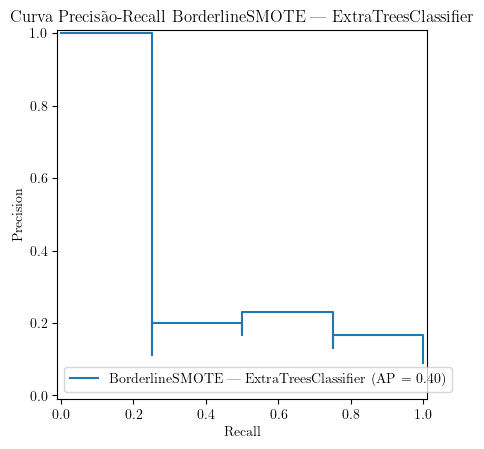 Curva Precisão-Recall BorderlineSMOTE — ExtraTreesClassifier
1.0
0.8
0.6
0.4
0.2
0.0
Precision
BorderlineSMOTE — ExtraTreesClassifier (AP = 0.40)
0.0 0.2 0.4 0.6 0.8 1.0
Recall